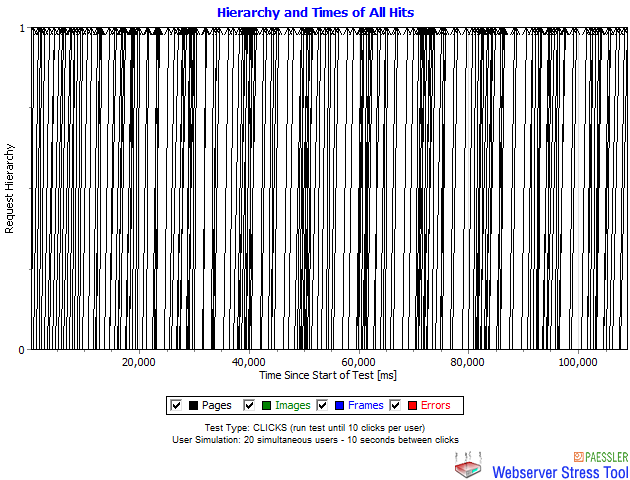 Hierarchy and Times of All Hits
1
Request Hierarchy
0
20,000 40,000 60,000 80,000 100,000
Time Since Start of Test [ms]
Pages Images Frames Errors
Test Type: CLICKS (run test until 10 clicks per user)
User Simulation: 20 simultaneous users - 10 seconds between clicks
PAESSLER
Webserver Stress Tool